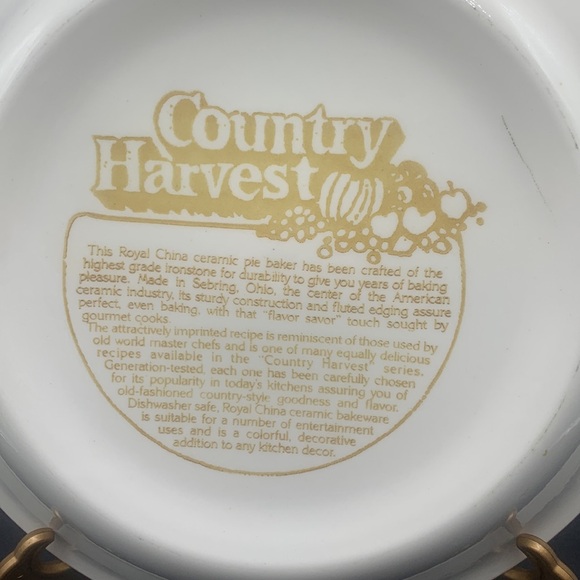 Country
Harvest
This Royal China ceramic pie baker has been crafted of the
highest grade ironstone for durability to give you years of baking
pleasure. Made in Sebring, Ohio, the center of the American
ceramic industry, its sturdy construction and fluted edging assure
perfect, even baking, with that "flavor savor" touch sought by
gourmet cooks.
The attractively imprinted recipe is reminiscent of those used by
old world master chefs and is one of many equally delicious
recipes available in the "Country Harvest" series.
Generation-tested, each one has been carefully chosen
for its popularity in today's kitchens assuring you of
old-fashioned country-style goodness and flavor.
Dishwasher safe, Royal China ceramic bakeware
is suitable for a number of entertainment
uses and is a colorful, decorative
addition to any kitchen decor.